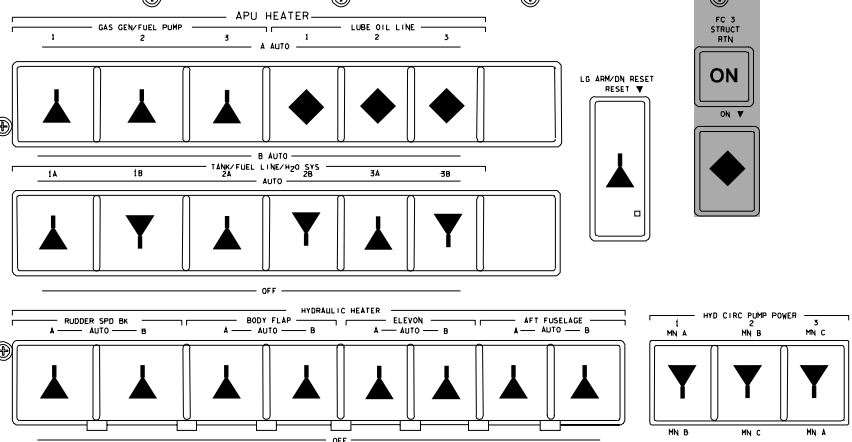 APU HEATER
GAS GEN/FUEL PUMP
LUBE OIL LINE
1 2 3 1 2 3
A AUTO
B AUTO
TANK/FUEL LINE/H2O SYS
1A 1B 2A 2B 3A 3B
AUTO
OFF
LG ARM/DN RESET
RESET ▼
FC 3
STRUCT
RTN
ON
ON ▼
HYDRAULIC HEATER
RUDDER SPD BK
BODY FLAP
ELEVON
AFT FUSELAGE
A AUTO B A AUTO B A AUTO B A AUTO B
OFF
HYD CIRC PUMP POWER
1 2 3
MN A MN B MN C
MN B MN C MN A